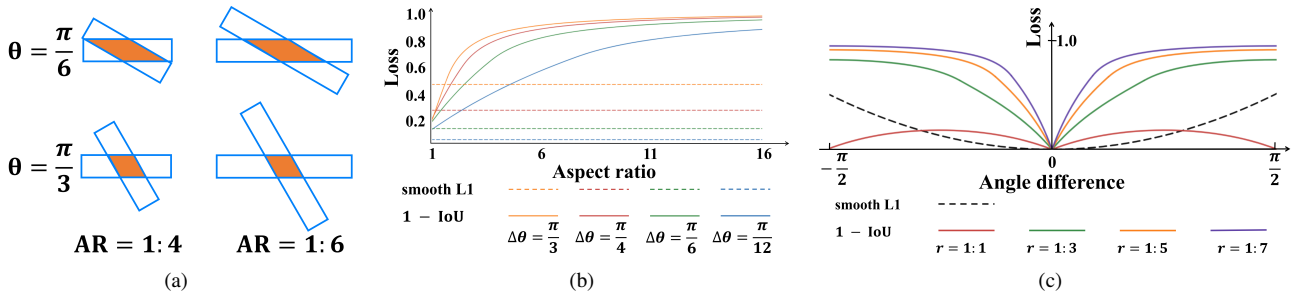 θ = π/6
θ = π/3
AR = 1:4 AR = 1:6
(a)
Loss
1.0
0.8
0.6
0.4
0.2
1 6 11 16
Aspect ratio
smooth L1
1 − IoU
Δθ = π/3 Δθ = π/4 Δθ = π/6 Δθ = π/12
(b)
Loss
1.0
−π/2 0 π/2
Angle difference
smooth L1
1 − IoU
r = 1:1 r = 1:3 r = 1:5 r = 1:7
(c)